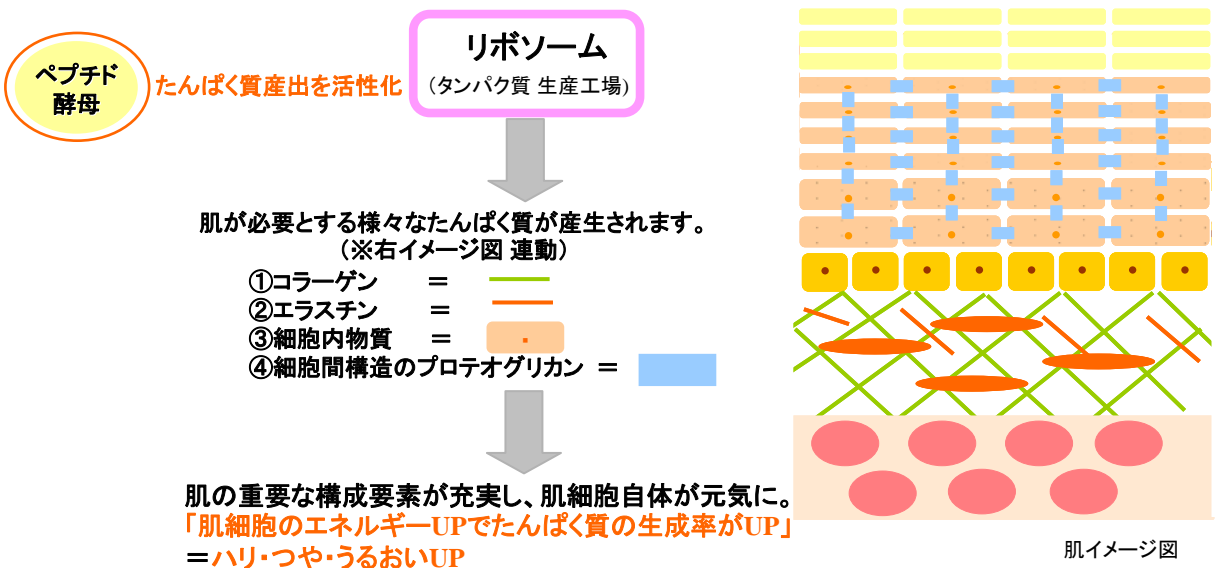 ペプチド
酵母
たんぱく質産出を活性化
リボソーム
（タンパク質 生産工場)
肌が必要とする様々なたんぱく質が産生されます。
（※右イメージ図 連動）
①コラーゲン ＝
②エラスチン ＝
③細胞内物質 ＝
④細胞間構造のプロテオグリカン ＝
肌の重要な構成要素が充実し、肌細胞自体が元気に。
「肌細胞のエネルギーUPでたんぱく質の生成率がUP」
＝ハリ・つや・うるおいUP
肌イメージ図